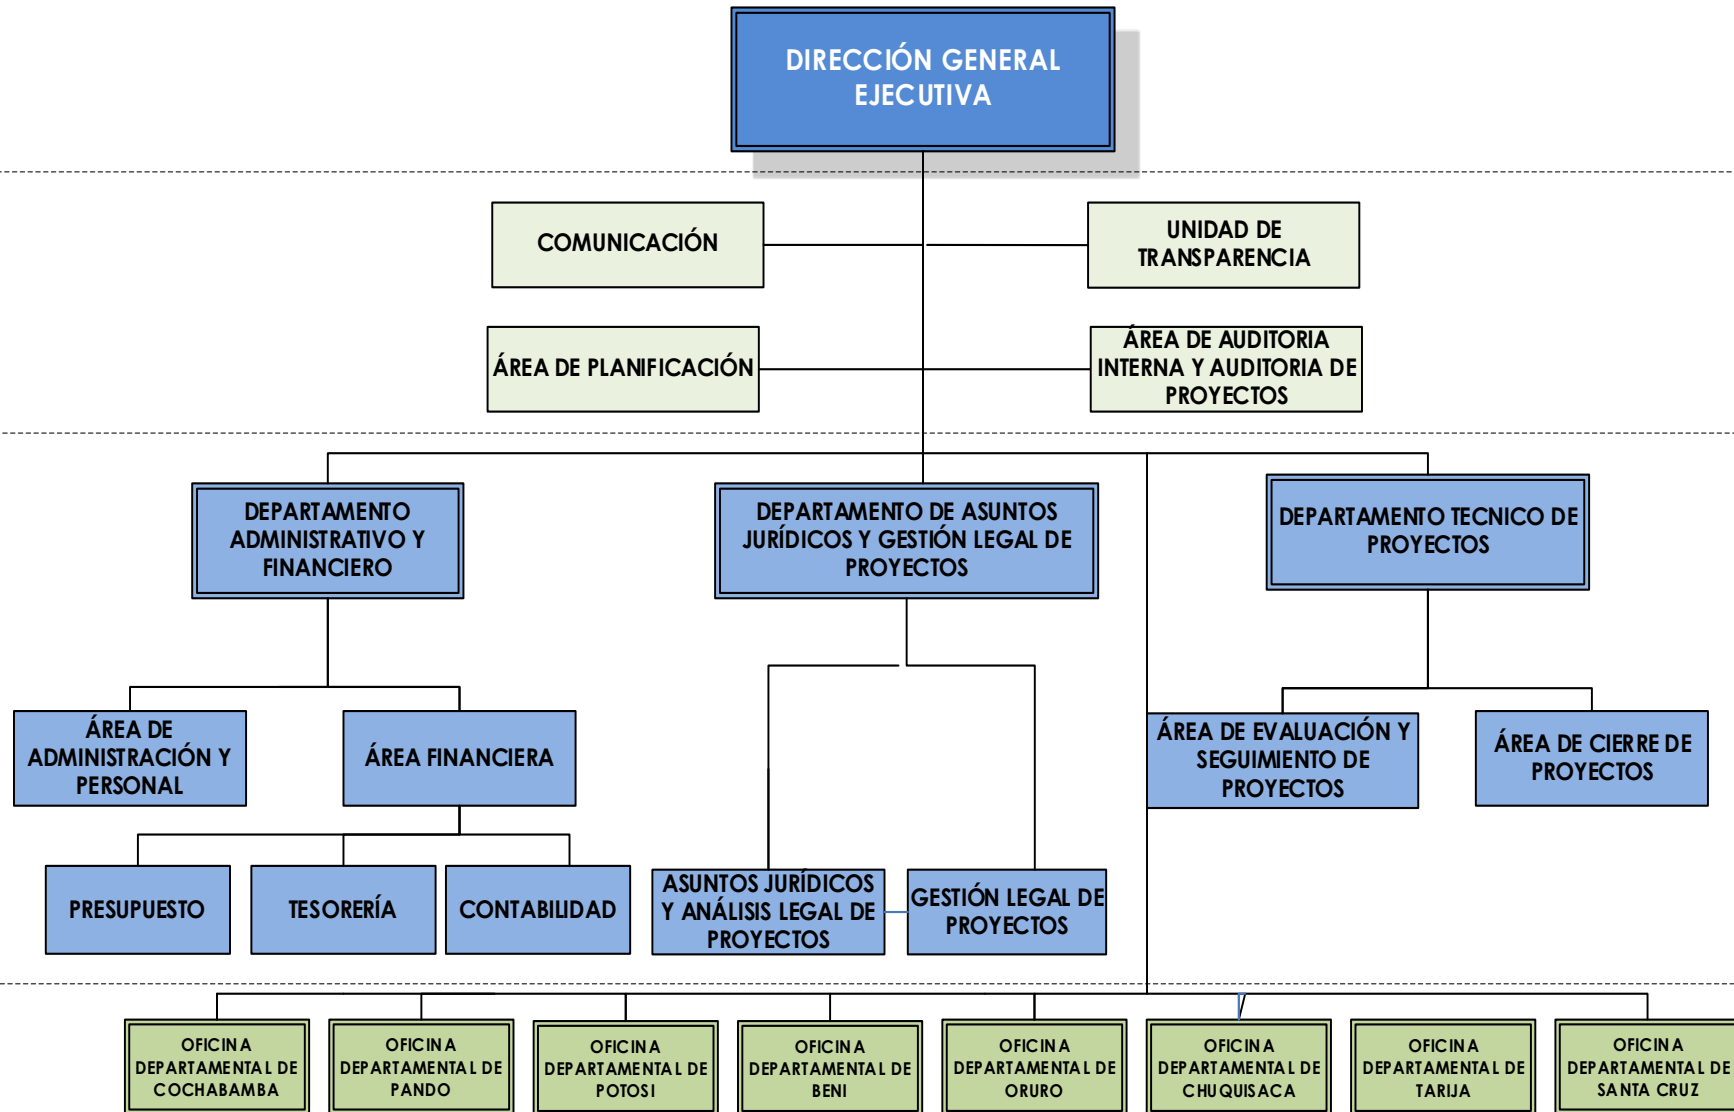 DIRECCIÓN GENERAL
EJECUTIVA
COMUNICACIÓN
UNIDAD DE
TRANSPARENCIA
ÁREA DE PLANIFICACIÓN
ÁREA DE AUDITORIA
INTERNA Y AUDITORIA DE
PROYECTOS
DEPARTAMENTO
ADMINISTRATIVO Y
FINANCIERO
DEPARTAMENTO DE ASUNTOS
JURÍDICOS Y GESTIÓN LEGAL DE
PROYECTOS
DEPARTAMENTO TECNICO DE
PROYECTOS
ÁREA DE
ADMINISTRACIÓN Y
PERSONAL
ÁREA FINANCIERA
ÁREA DE EVALUACIÓN Y
SEGUIMIENTO DE
PROYECTOS
ÁREA DE CIERRE DE
PROYECTOS
PRESUPUESTO
TESORERÍA
CONTABILIDAD
ASUNTOS JURÍDICOS
Y ANÁLISIS LEGAL DE
PROYECTOS
GESTIÓN LEGAL DE
PROYECTOS
OFICINA
DEPARTAMENTAL DE
COCHABAMBA
OFICINA
DEPARTAMENTAL DE
PANDO
OFICINA
DEPARTAMENTAL DE
POTOSI
OFICINA
DEPARTAMENTAL DE
BENI
OFICINA
DEPARTAMENTAL DE
ORURO
OFICINA
DEPARTAMENTAL DE
CHUQUISACA
OFICINA
DEPARTAMENTAL DE
TARIJA
OFICINA
DEPARTAMENTAL DE
SANTA CRUZ